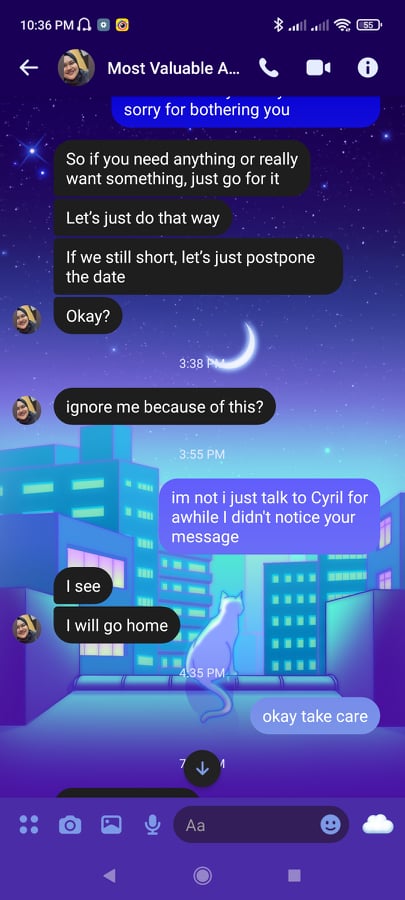 10:36 PM
55
Most Valuable A...
sorry for bothering you
So if you need anything or really
want something, just go for it
Let's just do that way
If we still short, let's just postpone
the date
Okay?
3:38 PM
ignore me because of this?
3:55 PM
im not i just talk to Cyril for
awhile I didn't notice your
message
I see
I will go home
4:35 PM
okay take care
Aa